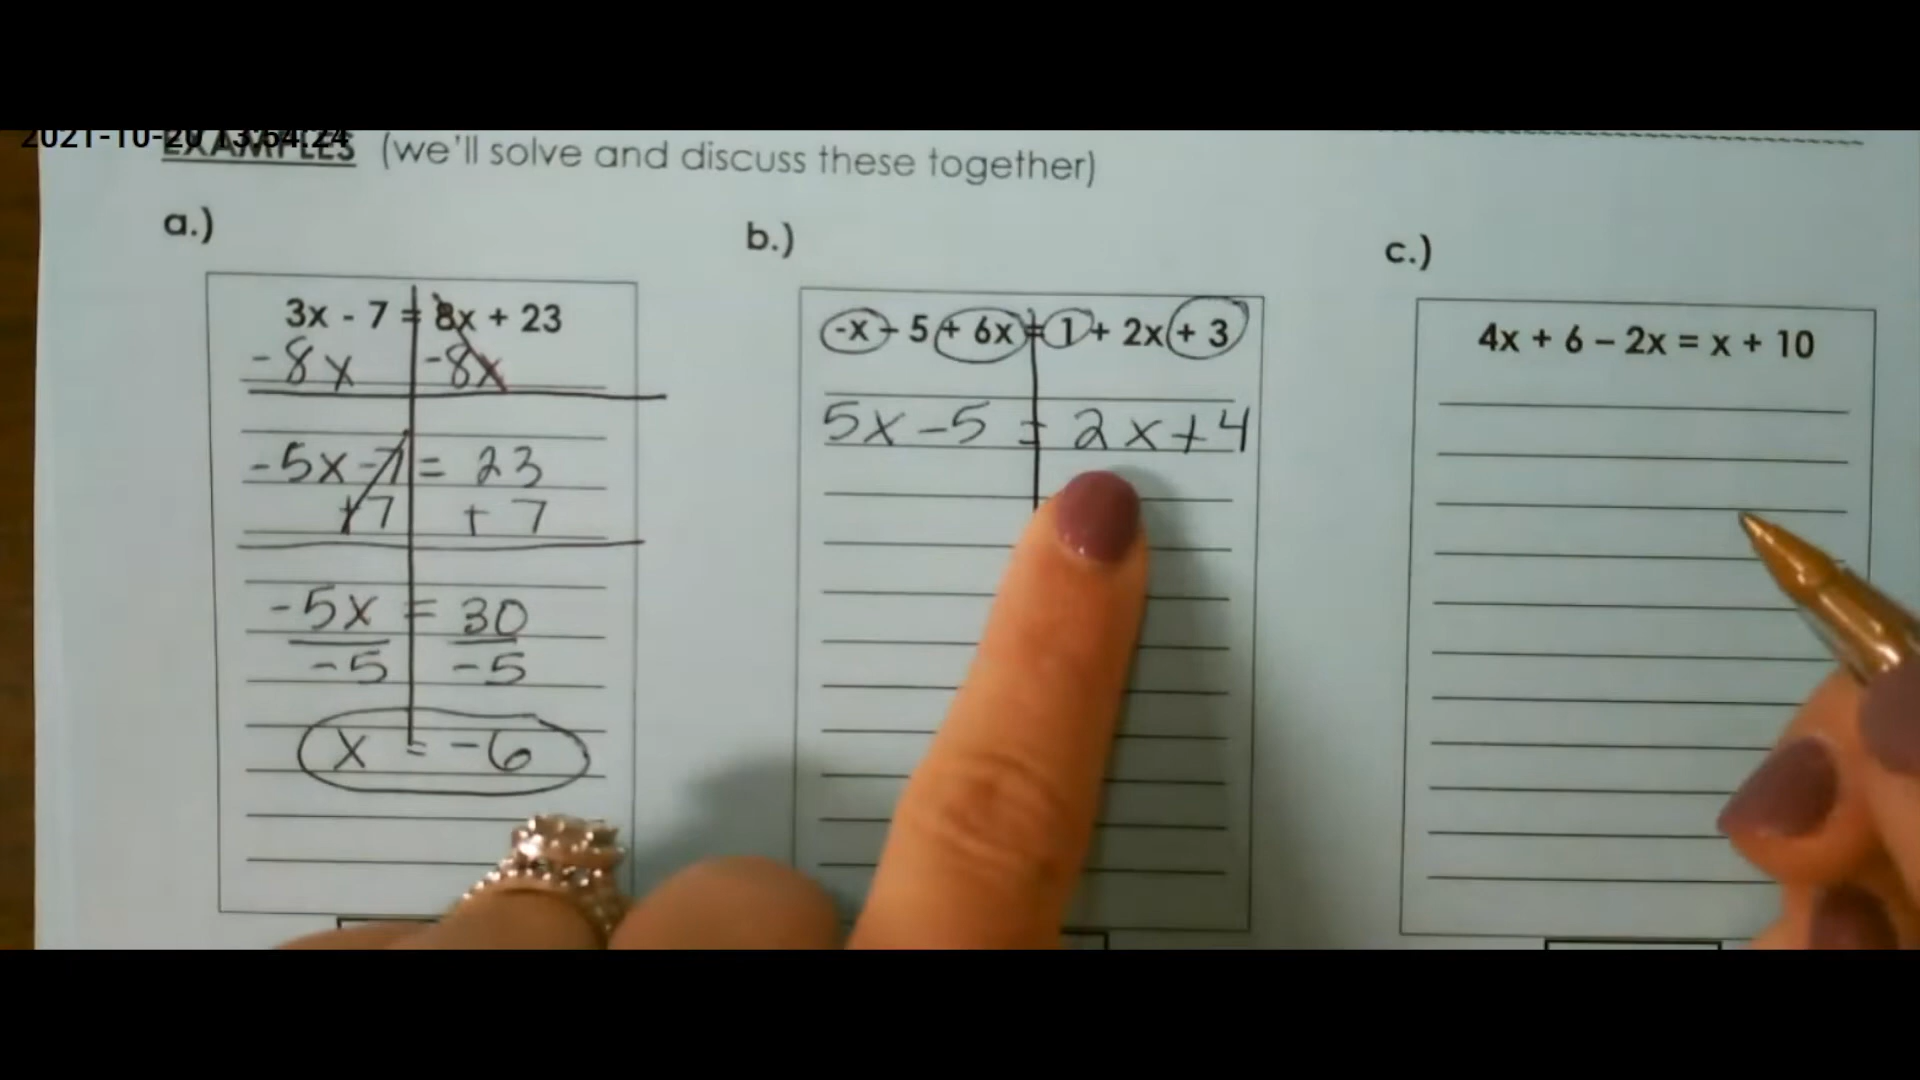 2021-10-20 13:54:24
EXAMPLES (we'll solve and discuss these together)
a.)
3x - 7 = 8x + 23
-8x -8x
-5x -7 = 23
+7 + 7
-5x = 30
-5 -5
x = -6
b.)
-x - 5 + 6x = 1 + 2x + 3
5x - 5 = 2x + 4
c.)
4x + 6 – 2x = x + 10